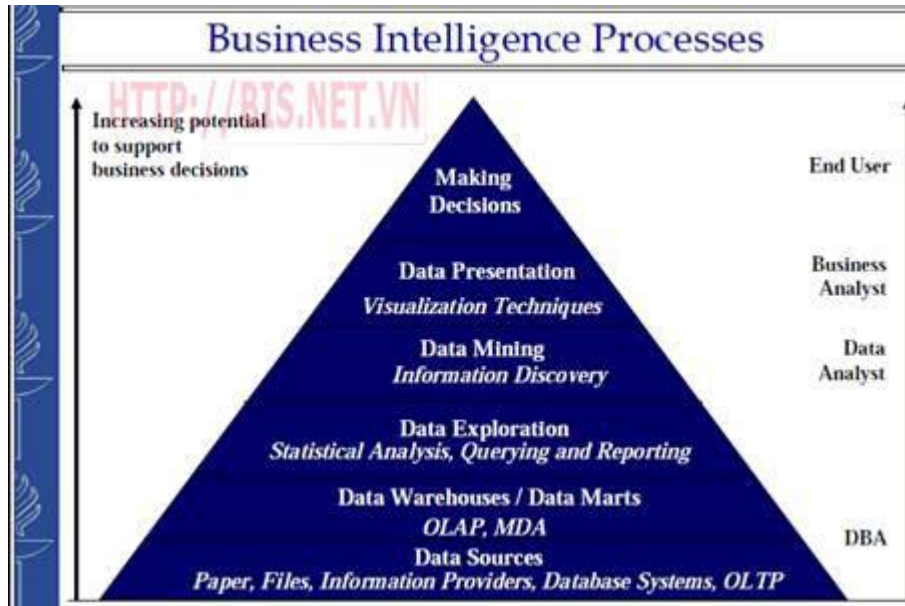 Business Intelligence Processes
HTTP://BIS.NET.VN
Increasing potential
to support
business decisions
Making
Decisions
End User
Data Presentation
Visualization Techniques
Business
Analyst
Data Mining
Information Discovery
Data
Analyst
Data Exploration
Statistical Analysis, Querying and Reporting
Data Warehouses / Data Marts
OLAP, MDA
DBA
Data Sources
Paper, Files, Information Providers, Database Systems, OLTP